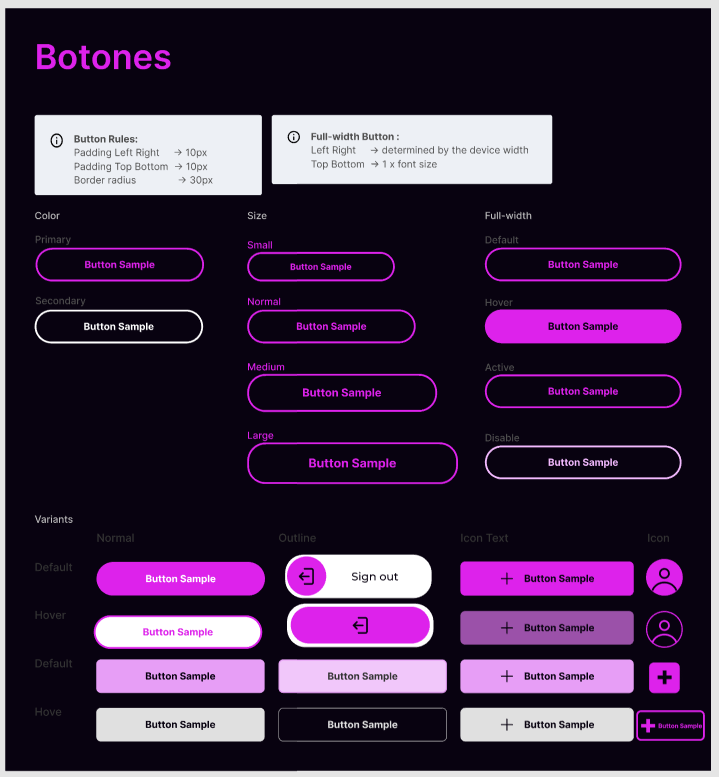 Botones
Button Rules:
Padding Left Right → 10px
Padding Top Bottom → 10px
Border radius → 30px
Full-width Button :
Left Right → determined by the device width
Top Bottom → 1 x font size
Color
Size
Full-width
Primary
Small
Default
Button Sample
Button Sample
Button Sample
Secondary
Normal
Hover
Button Sample
Button Sample
Button Sample
Medium
Active
Button Sample
Button Sample
Large
Disable
Button Sample
Button Sample
Variants
Normal
Outline
Icon Text
Icon
Default
Button Sample
Sign out
Button Sample
Hover
Button Sample
Button Sample
Default
Button Sample
Button Sample
Button Sample
Hove
Button Sample
Button Sample
Button Sample
Button Sample